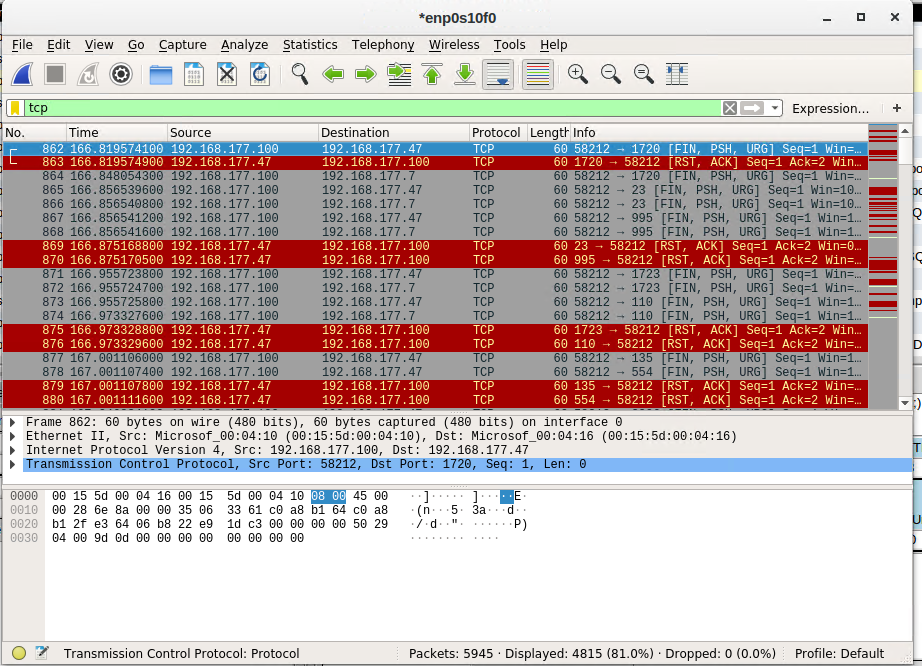 *enp0s10f0
File Edit View Go Capture Analyze Statistics Telephony Wireless Tools Help
tcp Expression... +
No. Time Source Destination Protocol Length Info
862 166.819574100 192.168.177.100 192.168.177.47 TCP 60 58212 → 1720 [FIN, PSH, URG] Seq=1 Win=…
863 166.819574900 192.168.177.47 192.168.177.100 TCP 60 1720 → 58212 [RST, ACK] Seq=1 Ack=2 Win…
864 166.848054300 192.168.177.100 192.168.177.7 TCP 60 58212 → 1720 [FIN, PSH, URG] Seq=1 Win=…
865 166.856539600 192.168.177.100 192.168.177.47 TCP 60 58212 → 23 [FIN, PSH, URG] Seq=1 Win=10…
866 166.856540800 192.168.177.100 192.168.177.7 TCP 60 58212 → 23 [FIN, PSH, URG] Seq=1 Win=10…
867 166.856541200 192.168.177.100 192.168.177.47 TCP 60 58212 → 995 [FIN, PSH, URG] Seq=1 Win=1…
868 166.856541600 192.168.177.100 192.168.177.7 TCP 60 58212 → 995 [FIN, PSH, URG] Seq=1 Win=1…
869 166.875168800 192.168.177.47 192.168.177.100 TCP 60 23 → 58212 [RST, ACK] Seq=1 Ack=2 Win=0…
870 166.875170500 192.168.177.47 192.168.177.100 TCP 60 995 → 58212 [RST, ACK] Seq=1 Ack=2 Win=…
871 166.955723800 192.168.177.100 192.168.177.47 TCP 60 58212 → 1723 [FIN, PSH, URG] Seq=1 Win=…
872 166.955724700 192.168.177.100 192.168.177.7 TCP 60 58212 → 1723 [FIN, PSH, URG] Seq=1 Win=…
873 166.955725800 192.168.177.100 192.168.177.47 TCP 60 58212 → 110 [FIN, PSH, URG] Seq=1 Win=1…
874 166.973327600 192.168.177.100 192.168.177.7 TCP 60 58212 → 110 [FIN, PSH, URG] Seq=1 Win=1…
875 166.973328800 192.168.177.47 192.168.177.100 TCP 60 1723 → 58212 [RST, ACK] Seq=1 Ack=2 Win…
876 166.973329600 192.168.177.47 192.168.177.100 TCP 60 110 → 58212 [RST, ACK] Seq=1 Ack=2 Win=…
877 167.001106000 192.168.177.100 192.168.177.47 TCP 60 58212 → 135 [FIN, PSH, URG] Seq=1 Win=1…
878 167.001107400 192.168.177.100 192.168.177.47 TCP 60 58212 → 554 [FIN, PSH, URG] Seq=1 Win=1…
879 167.001107800 192.168.177.47 192.168.177.100 TCP 60 135 → 58212 [RST, ACK] Seq=1 Ack=2 Win=…
880 167.001111600 192.168.177.47 192.168.177.100 TCP 60 554 → 58212 [RST, ACK] Seq=1 Ack=2 Win=…
Frame 862: 60 bytes on wire (480 bits), 60 bytes captured (480 bits) on interface 0
Ethernet II, Src: Microsof_00:04:10 (00:15:5d:00:04:10), Dst: Microsof_00:04:16 (00:15:5d:00:04:16)
Internet Protocol Version 4, Src: 192.168.177.100, Dst: 192.168.177.47
Transmission Control Protocol, Src Port: 58212, Dst Port: 1720, Seq: 1, Len: 0
0000 00 15 5d 00 04 16 00 15 5d 00 04 10 08 00 45 00 ··]····· ]·····E·
0010 00 28 6e 8a 00 00 35 06 33 61 c0 a8 b1 64 c0 a8 ·(n···5· 3a···d··
0020 b1 2f e3 64 06 b8 22 e9 1d c3 00 00 00 00 50 29 ·/·d··"· ······P)
0030 04 00 9d 0d 00 00 00 00 00 00 00 00 ········ ····
Transmission Control Protocol: Protocol Packets: 5945 · Displayed: 4815 (81.0%) · Dropped: 0 (0.0%) Profile: Default